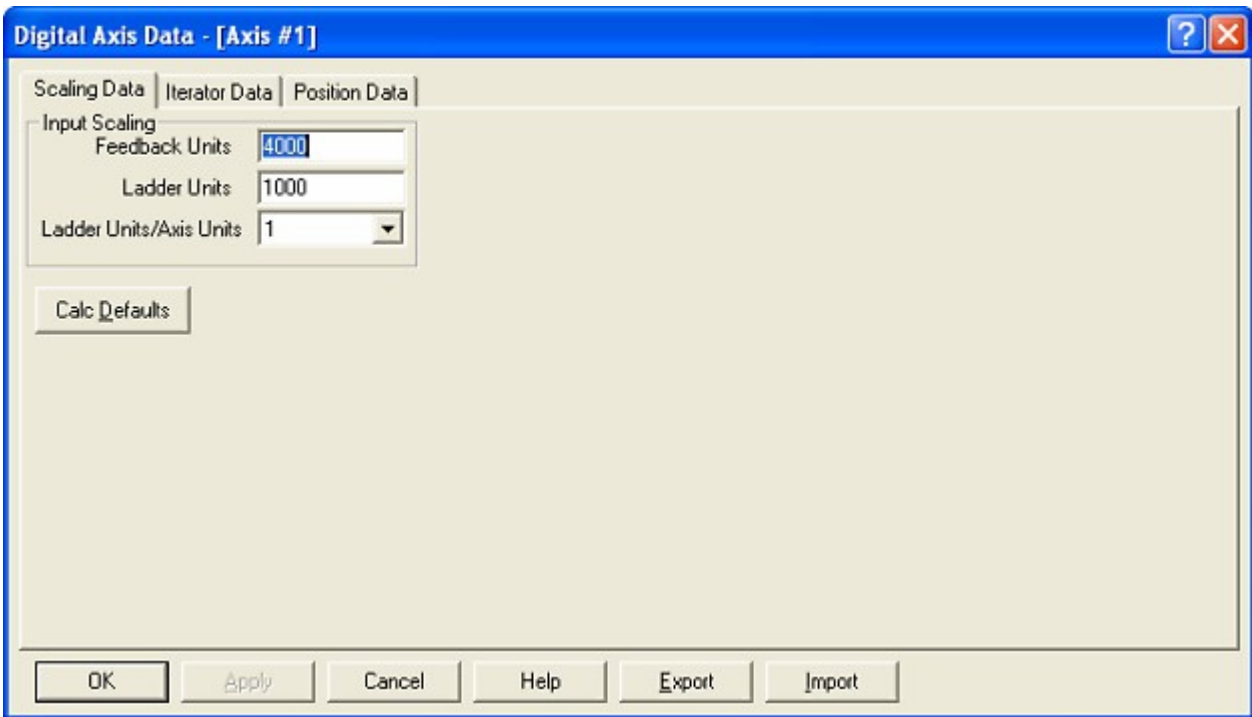 Digital Axis Data - [Axis #1]
Scaling Data Iterator Data Position Data
Input Scaling
Feedback Units 4000
Ladder Units 1000
Ladder Units/Axis Units 1
Calc Defaults
OK Apply Cancel Help Export Import